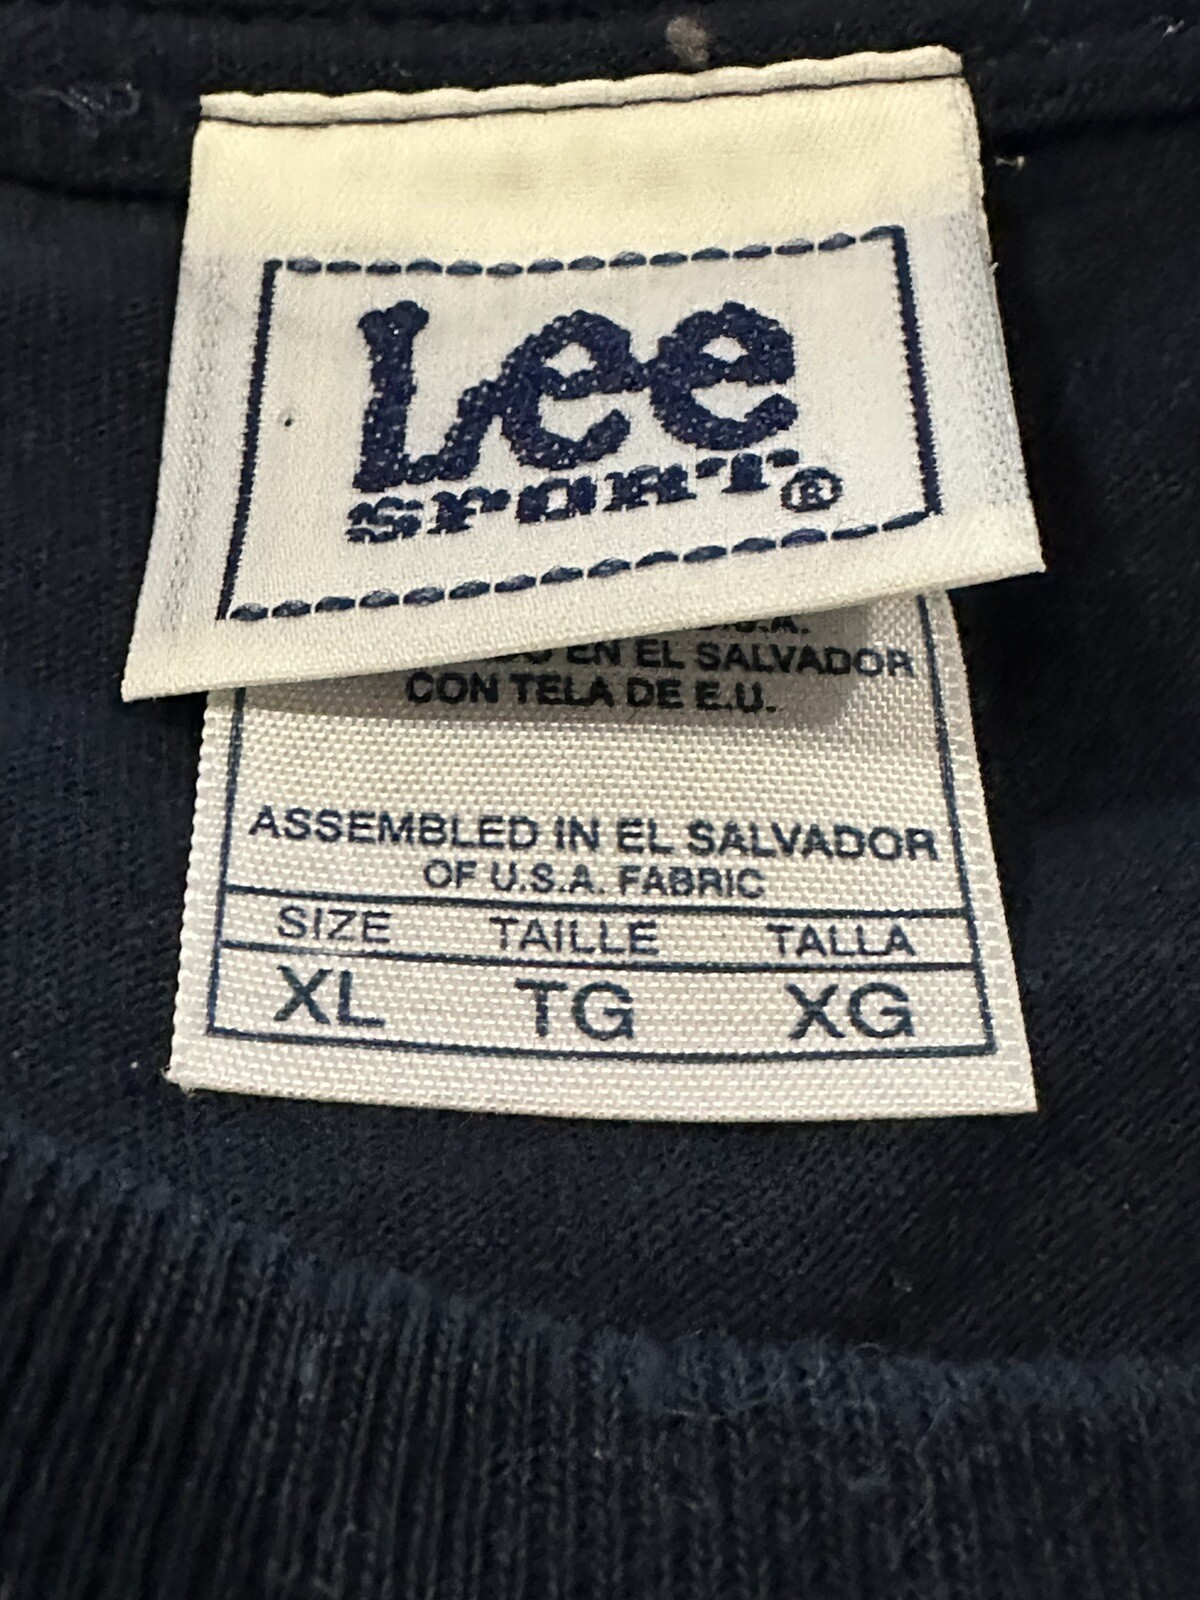 Lee
SPORT®
U.S.A.
EN EL SALVADOR
CON TELA DE E.U.
ASSEMBLED IN EL SALVADOR
OF U.S.A. FABRIC
SIZE TAILLE TALLA
XL TG XG